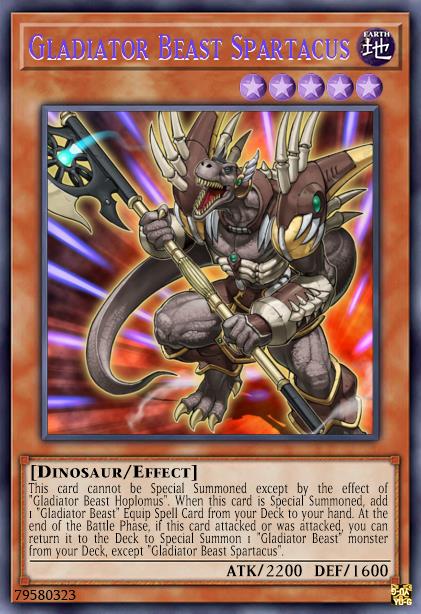 Gladiator Beast Spartacus
EARTH
地
[Dinosaur/Effect]
This card cannot be Special Summoned except by the effect of
"Gladiator Beast Hoplomus". When this card is Special Summoned, add
1 "Gladiator Beast" Equip Spell Card from your Deck to your hand. At the
end of the Battle Phase, if this card attacked or was attacked, you can
return it to the Deck to Special Summon 1 "Gladiator Beast" monster
from your Deck, except "Gladiator Beast Spartacus".
ATK/2200 DEF/1600
79580323